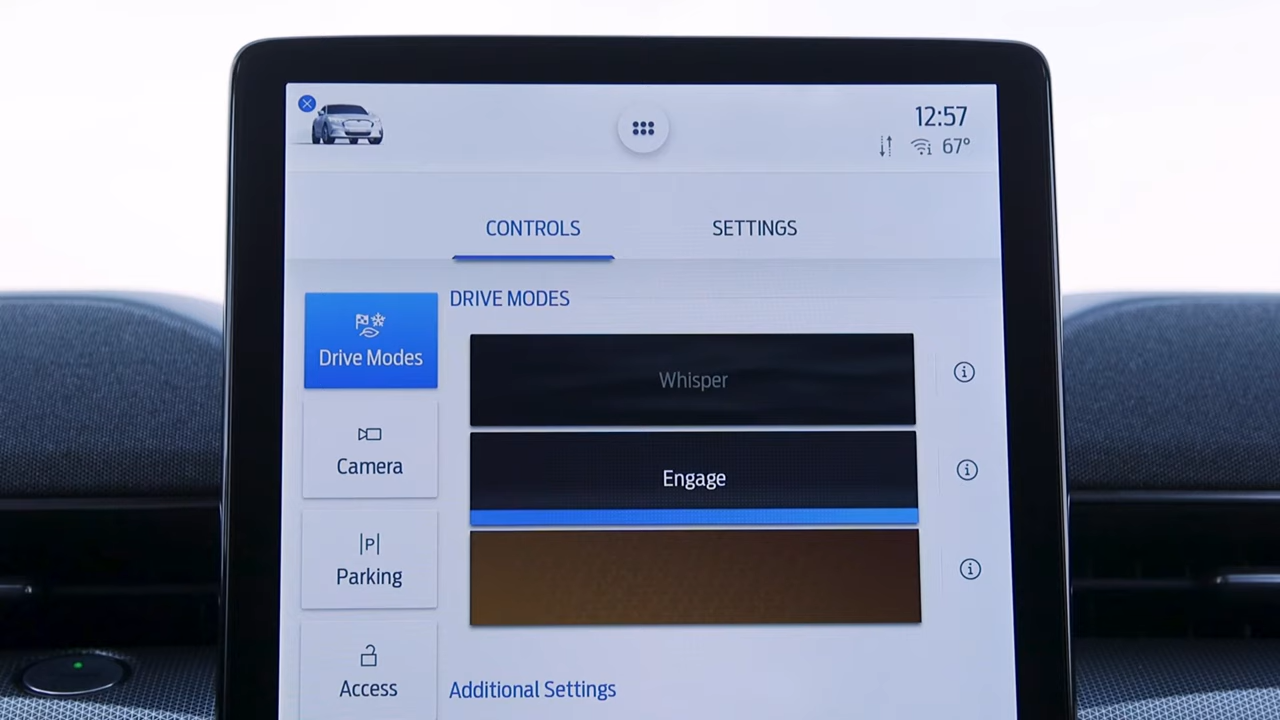 12:57
67°
CONTROLS
SETTINGS
DRIVE MODES
Drive Modes
Whisper
Camera
Engage
P
Parking
Access
Additional Settings